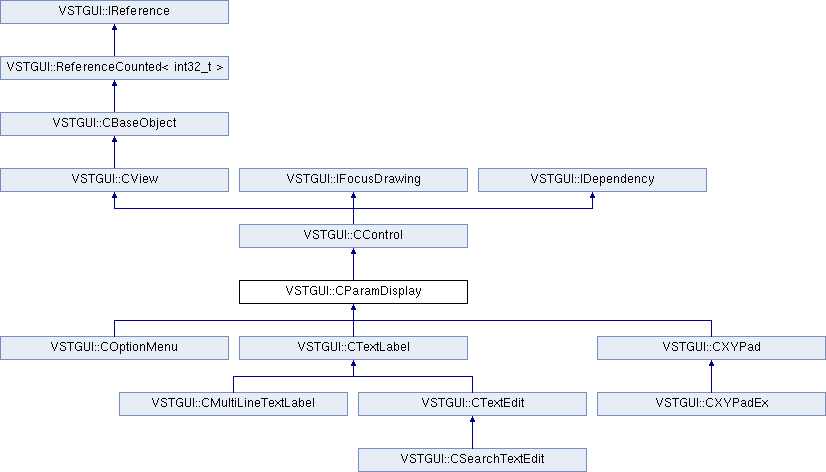 VSTGUI::IReference
VSTGUI::ReferenceCounted< int32_t >
VSTGUI::CBaseObject
VSTGUI::CView
VSTGUI::IFocusDrawing
VSTGUI::IDependency
VSTGUI::CControl
VSTGUI::CParamDisplay
VSTGUI::COptionMenu
VSTGUI::CTextLabel
VSTGUI::CXYPad
VSTGUI::CMultiLineTextLabel
VSTGUI::CTextEdit
VSTGUI::CXYPadEx
VSTGUI::CSearchTextEdit